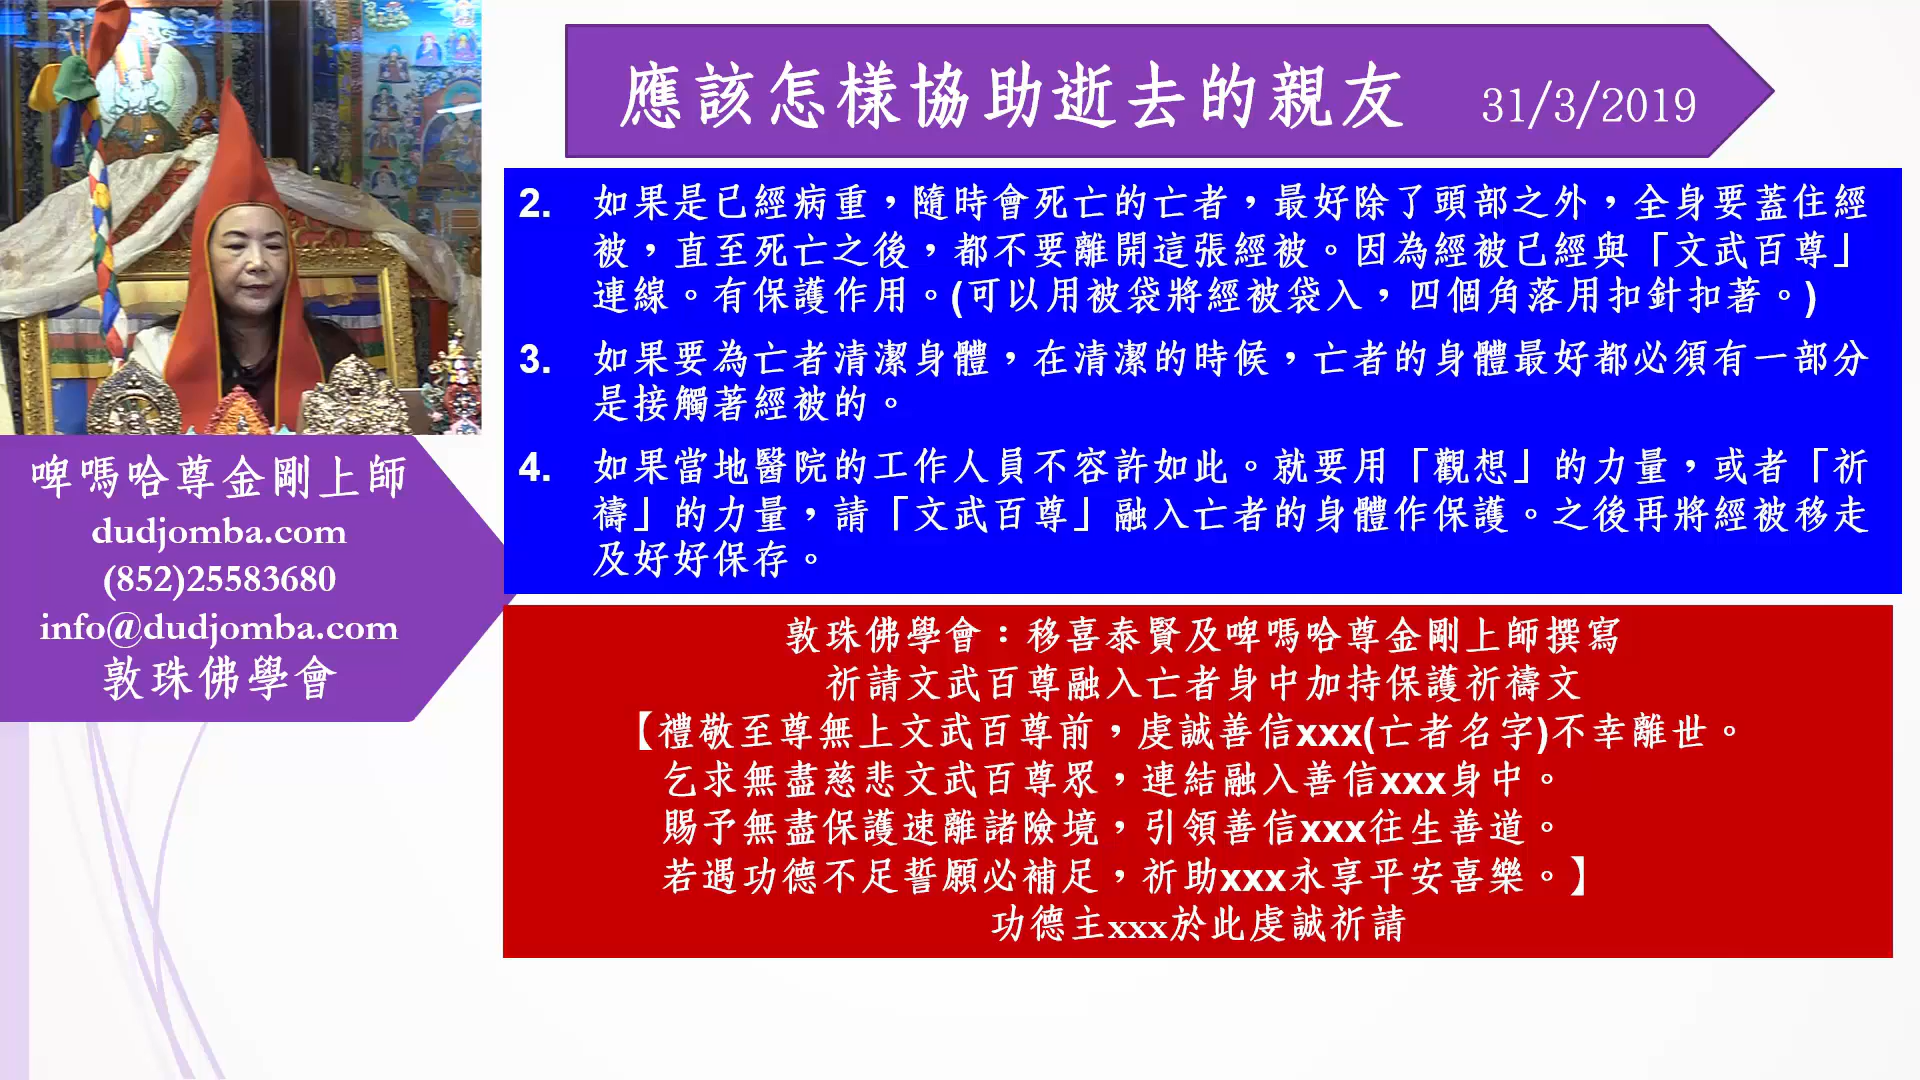 應該怎樣協助逝去的親友 31/3/2019
2. 如果是已經病重，隨時會死亡的亡者，最好除了頭部之外，全身要蓋住經
被，直至死亡之後，都不要離開這張經被。因為經被已經與「文武百尊」
連線。有保護作用。(可以用被袋將經被袋入，四個角落用扣針扣著。)
3. 如果要為亡者清潔身體，在清潔的時候，亡者的身體最好都必須有一部分
是接觸著經被的。
4. 如果當地醫院的工作人員不容許如此。就要用「觀想」的力量，或者「祈
禱」的力量，請「文武百尊」融入亡者的身體作保護。之後再將經被移走
及好好保存。
啤嗎哈尊金剛上師
dudjomba.com
(852)25583680
info@dudjomba.com
敦珠佛學會
敦珠佛學會：移喜泰賢及啤嗎哈尊金剛上師撰寫
祈請文武百尊融入亡者身中加持保護祈禱文
【禮敬至尊無上文武百尊前，虔誠善信xxx(亡者名字)不幸離世。
乞求無盡慈悲文武百尊眾，連結融入善信xxx身中。
賜予無盡保護速離諸險境，引領善信xxx往生善道。
若遇功德不足誓願必補足，祈助xxx永享平安喜樂。】
功德主xxx於此虔誠祈請